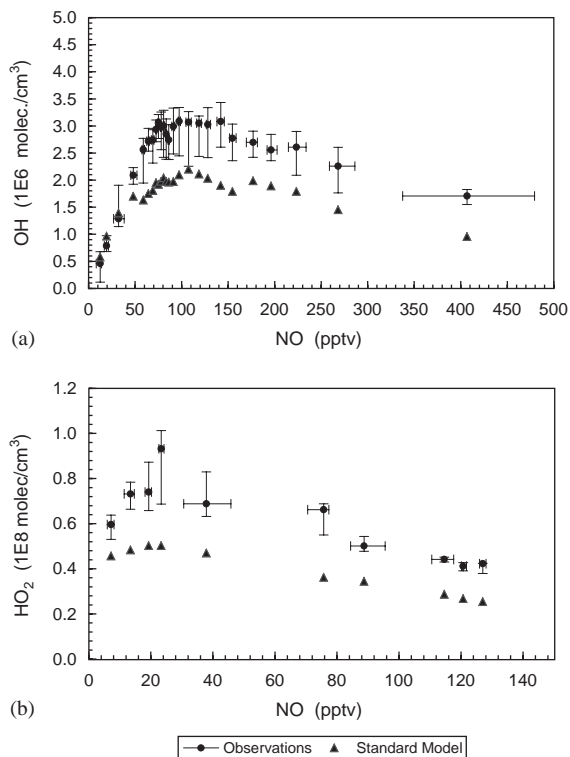 5.0
4.5
4.0
3.5
3.0
2.5
2.0
1.5
1.0
0.5
0.0
OH (1E6 molec./cm³)
0 50 100 150 200 250 300 350 400 450 500
(a) NO (pptv)
1.2
1.0
0.8
0.6
0.4
0.2
0.0
HO₂ (1E8 molec/cm³)
0 20 40 60 80 100 120 140
(b) NO (pptv)
Observations Standard Model